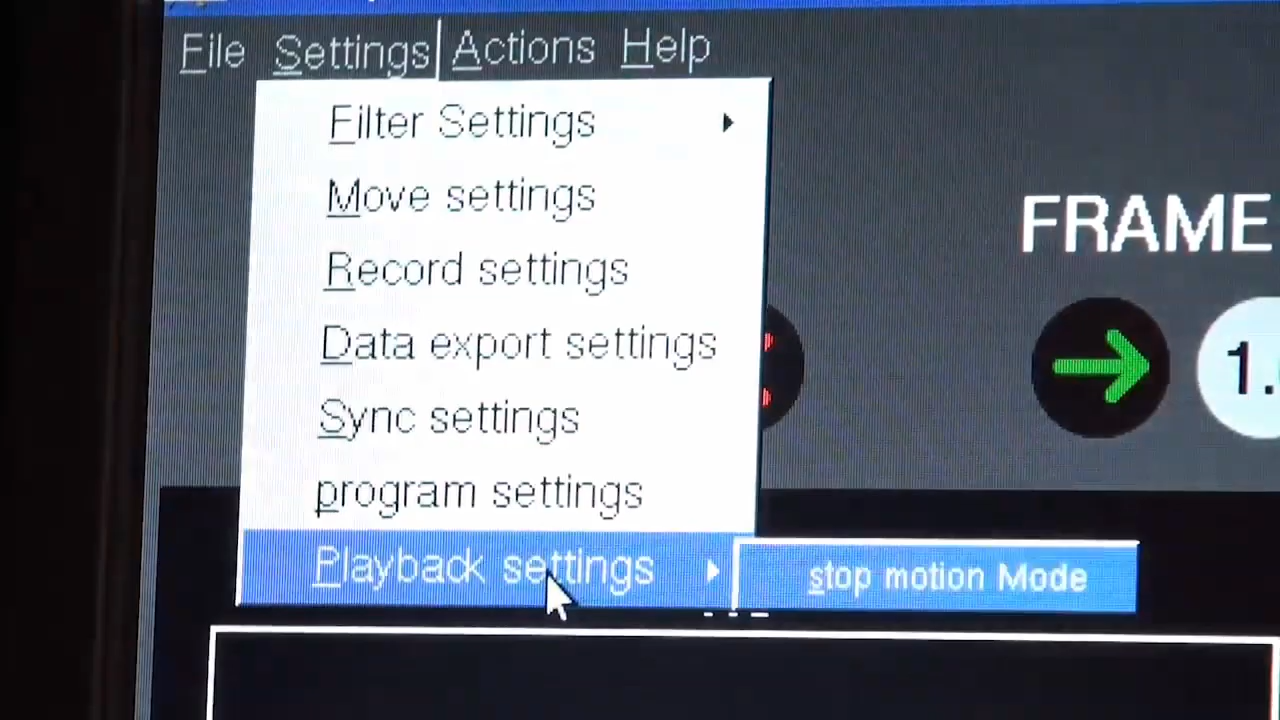 File Settings Actions Help
Filter Settings
Move settings
Record settings
Data export settings
Sync settings
program settings
Playback settings
stop motion Mode
FRAME
1.